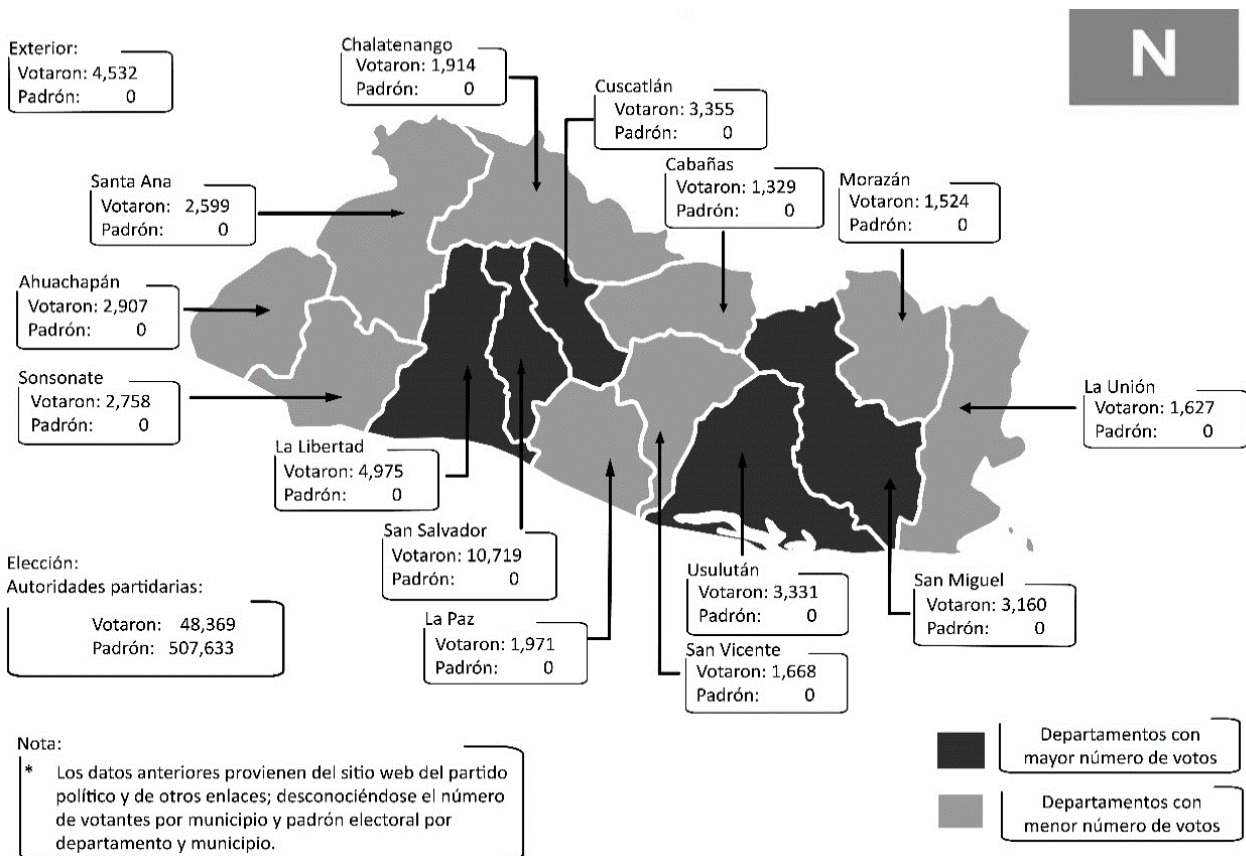 N
Exterior:
Votaron: 4,532
Padrón: 0
Chalatenango
Votaron: 1,914
Padrón: 0
Cuscatlán
Votaron: 3,355
Padrón: 0
Cabañas
Votaron: 1,329
Padrón: 0
Morazán
Votaron: 1,524
Padrón: 0
Santa Ana
Votaron: 2,599
Padrón: 0
Ahuachapán
Votaron: 2,907
Padrón: 0
Sonsonate
Votaron: 2,758
Padrón: 0
La Unión
Votaron: 1,627
Padrón: 0
La Libertad
Votaron: 4,975
Padrón: 0
San Salvador
Votaron: 10,719
Padrón: 0
Usulután
Votaron: 3,331
Padrón: 0
San Miguel
Votaron: 3,160
Padrón: 0
La Paz
Votaron: 1,971
Padrón: 0
San Vicente
Votaron: 1,668
Padrón: 0
Elección:
Autoridades partidarias:
Votaron: 48,369
Padrón: 507,633
Nota:
* Los datos anteriores provienen del sitio web del partido
político y de otros enlaces; desconociéndose el número
de votantes por municipio y padrón electoral por
departamento y municipio.
Departamentos con
mayor número de votos
Departamentos con
menor número de votos